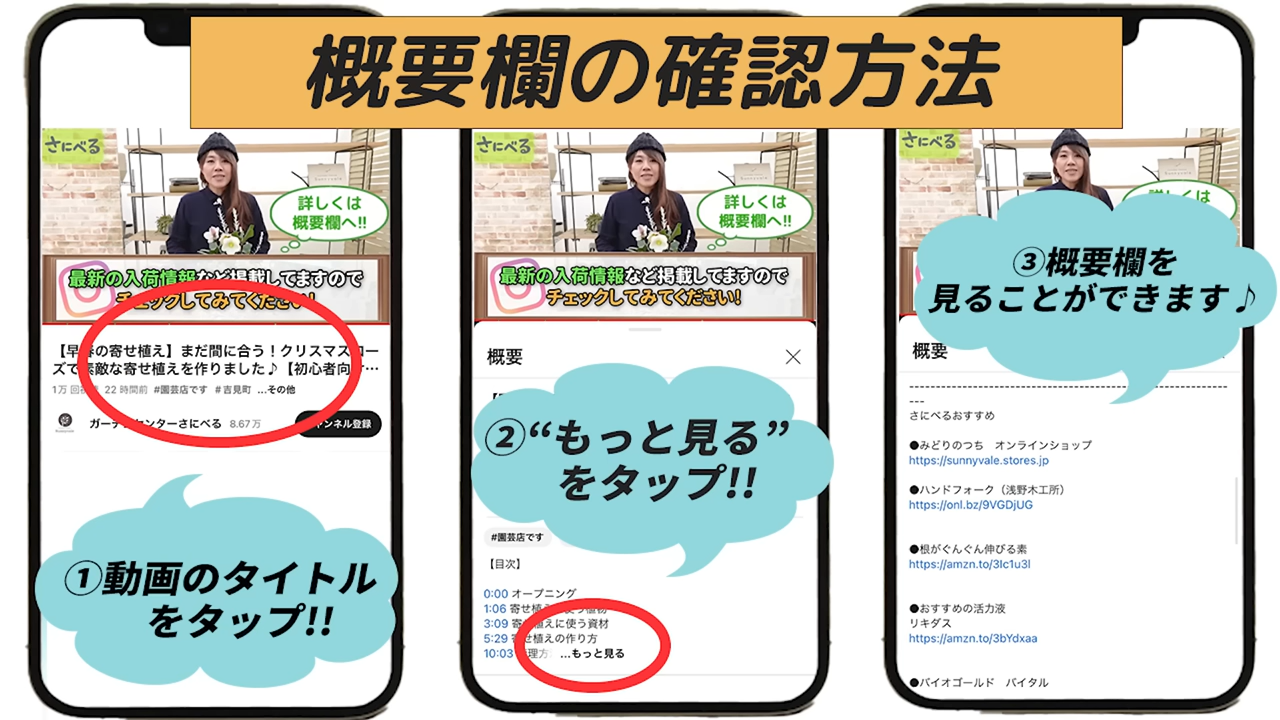 概要欄の確認方法
さにべる
詳しくは
概要欄へ!!
最新の入荷情報など掲載してますので
チェックしてみてください!
【早春の寄せ植え】まだ間に合う！クリスマスロー
ズで素敵な寄せ植えを作りました♪【初心者向け…
1万 回視聴 22 時間前 #園芸店です #吉見町 ...その他
ガーデンセンターさにべる 8.67万 チャンネル登録
①動画のタイトル
をタップ!!
さにべる
詳しくは
概要欄へ!!
最新の入荷情報など掲載してますので
チェックしてみてください!
概要
②“もっと見る”
をタップ!!
#園芸店です
【目次】
0:00 オープニング
1:06 寄せ植えに使う植物
3:09 寄せ植えに使う資材
5:29 寄せ植えの作り方
10:03 管理方 ...もっと見る
さにべる
③概要欄を
見ることができます♪
概要
---
さにべるおすすめ
●みどりのつち　オンラインショップ
https://sunnyvale.stores.jp
●ハンドフォーク（浅野木工所）
https://onl.bz/9VGDjUG
●根がぐんぐん伸びる素
https://amzn.to/3Ic1u3l
●おすすめの活力液
リキダス
https://amzn.to/3bYdxaa
●バイオゴールド　バイタル